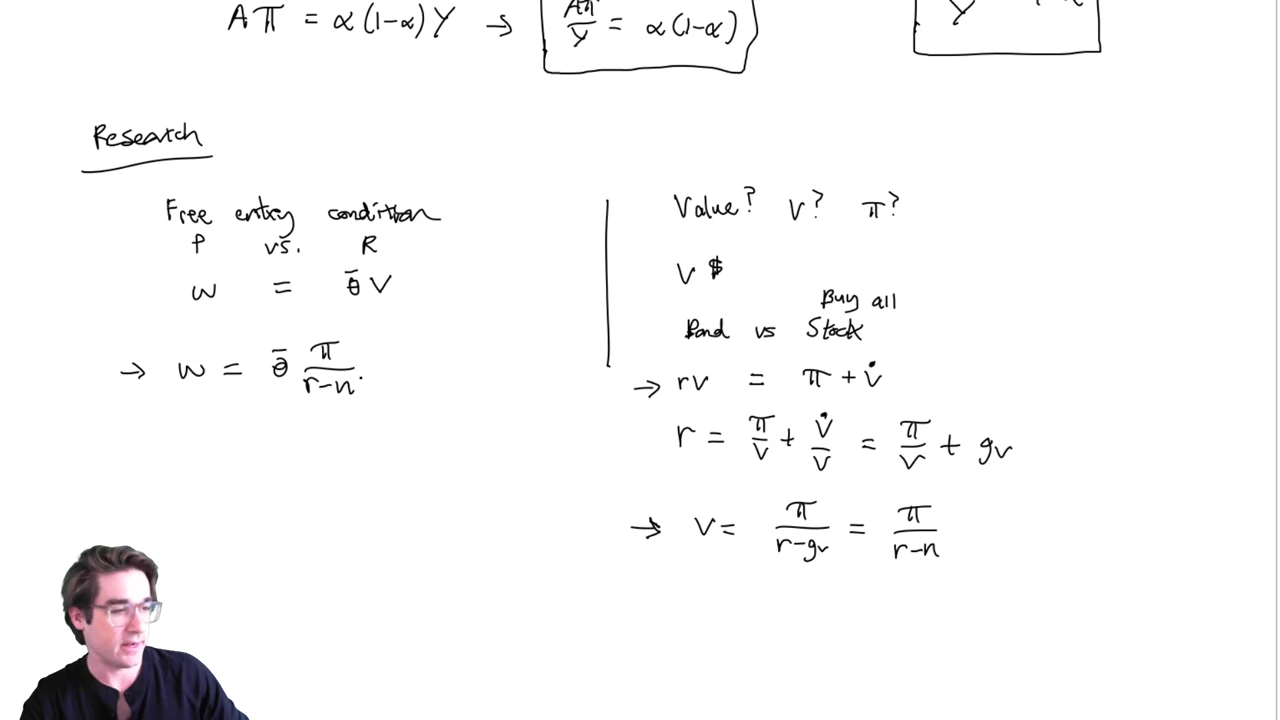 Aπ = α(1-α)Y → Aπ/Y = α(1-α)
Y
Research
Free entry condition
P vs. R
w = θ̄ V
→ w = θ̄ π/(r-n).
Value? V? π?
V $
Buy all
Bond vs Stock
→ rV = π + V̇
r = π/V + V̇/V = π/V + gv
→ V = π/(r-gv) = π/(r-n)